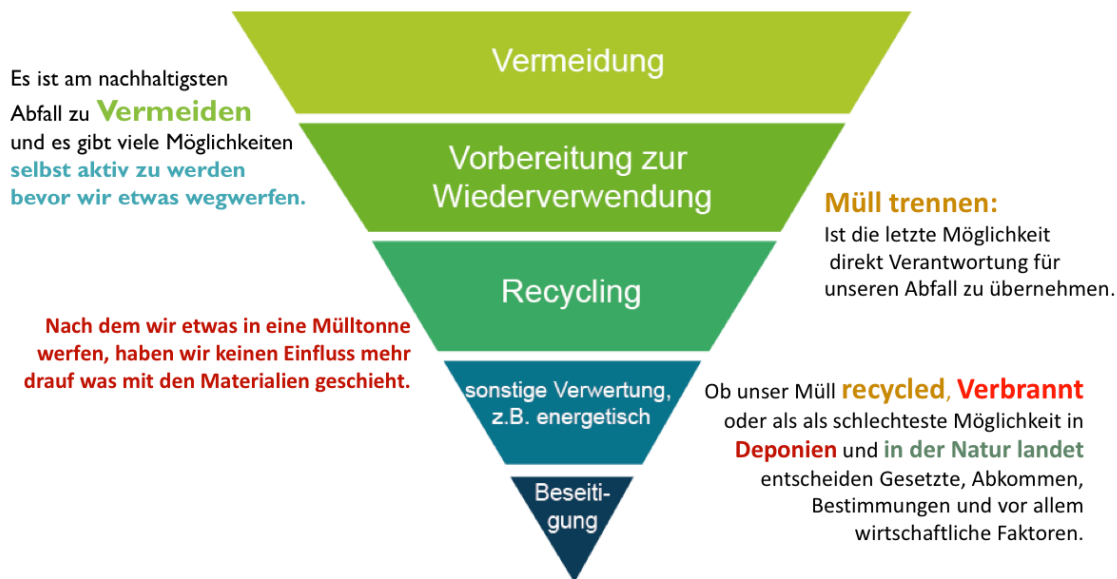 Vermeidung
Es ist am nachhaltigsten
Abfall zu Vermeiden
und es gibt viele Möglichkeiten
selbst aktiv zu werden
bevor wir etwas wegwerfen.
Vorbereitung zur
Wiederverwendung
Müll trennen:
Ist die letzte Möglichkeit
direkt Verantwortung für
unseren Abfall zu übernehmen.
Recycling
Nach dem wir etwas in eine Mülltonne
werfen, haben wir keinen Einfluss mehr
drauf was mit den Materialien geschieht.
sonstige Verwertung,
z.B. energetisch
Ob unser Müll recycled, Verbrannt
oder als als schlechteste Möglichkeit in
Deponien und in der Natur landet
entscheiden Gesetzte, Abkommen,
Bestimmungen und vor allem
wirtschaftliche Faktoren.
Beseiti-
gung